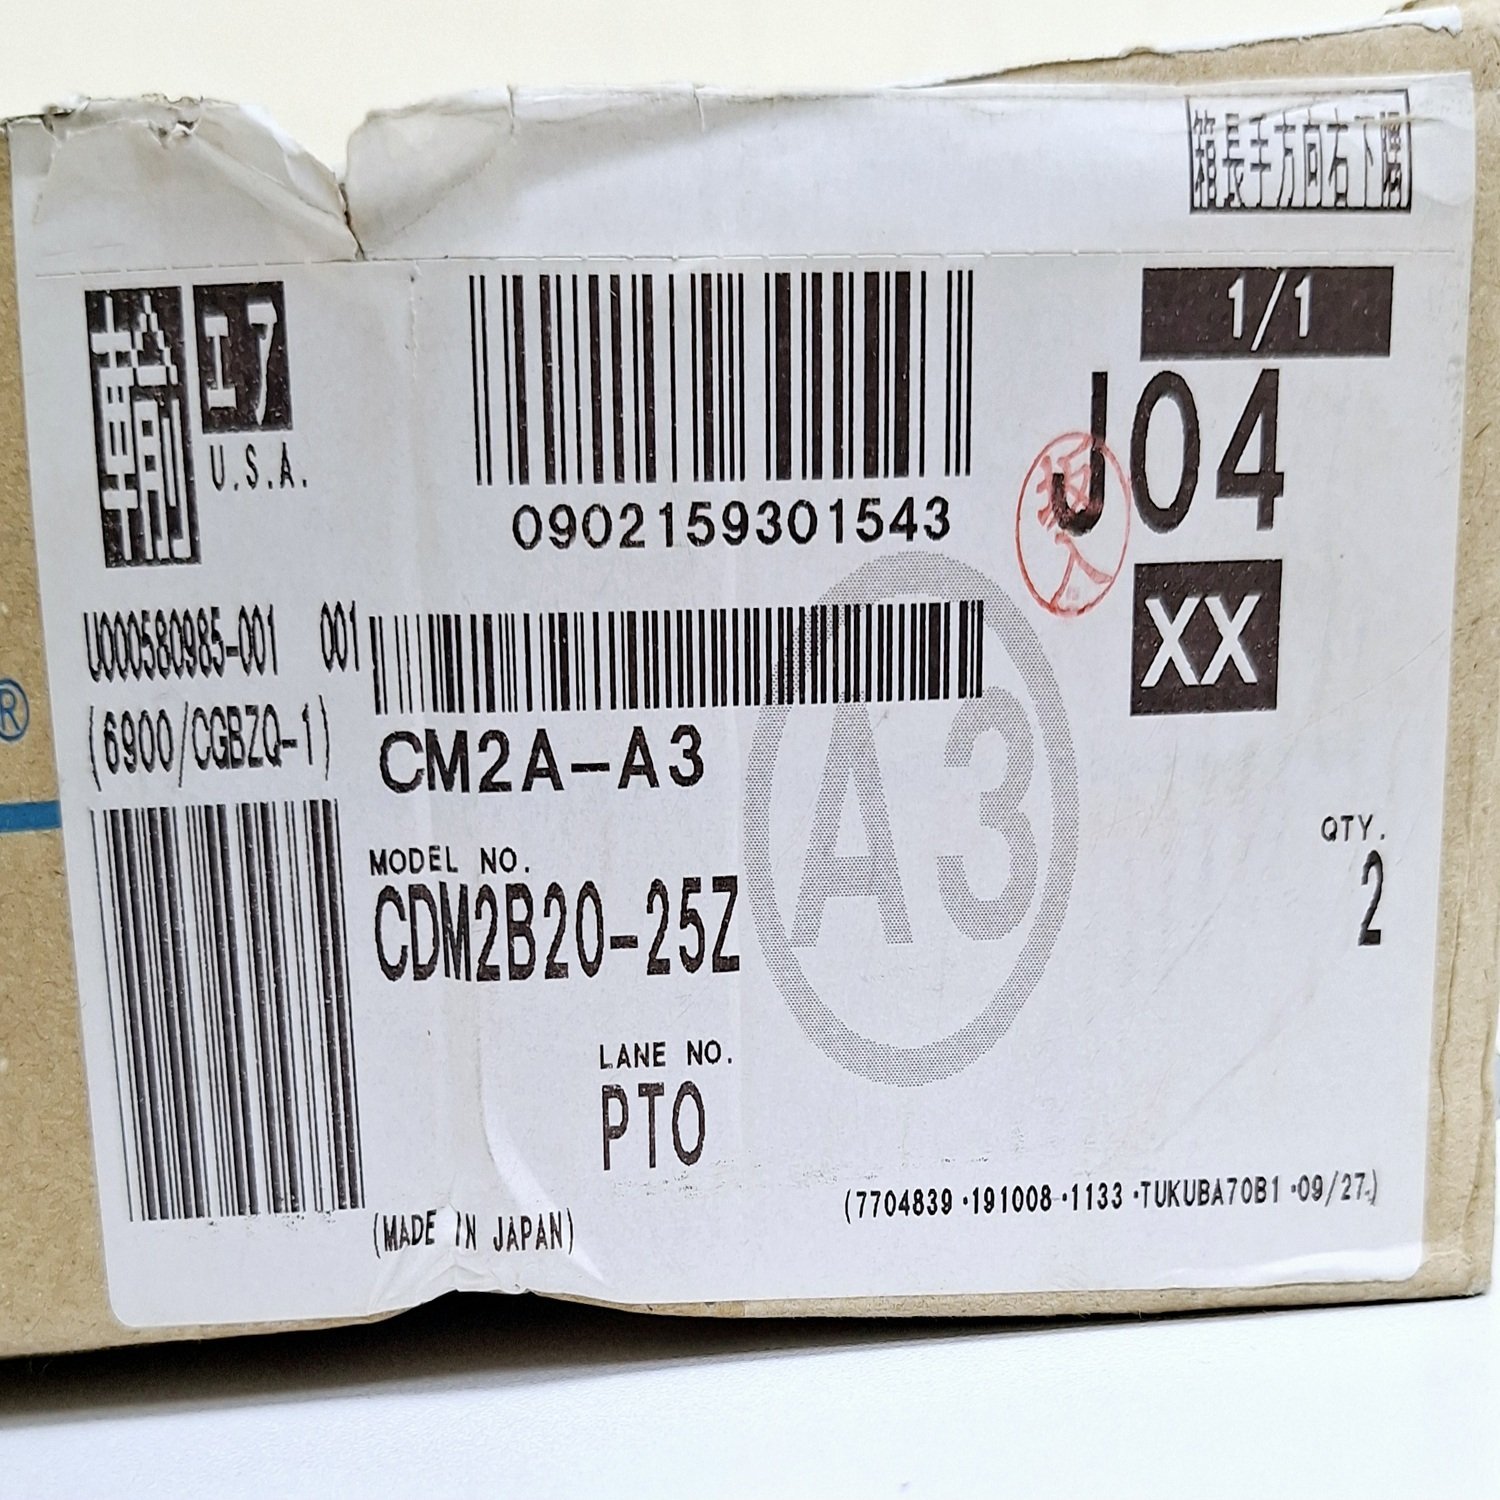 箱長手方向右下隅
輸 エア
U.S.A.
1/1
J04
0902159301543
坂入
XX
U000580985-001 001
(6900/CGBZQ-1)
CM2A-A3
A3
®
MODEL NO.
CDM2B20-25Z
QTY.
2
LANE NO.
PTO
(7704839·191008·1133·TUKUBA70B1·09/27.)
(MADE IN JAPAN)